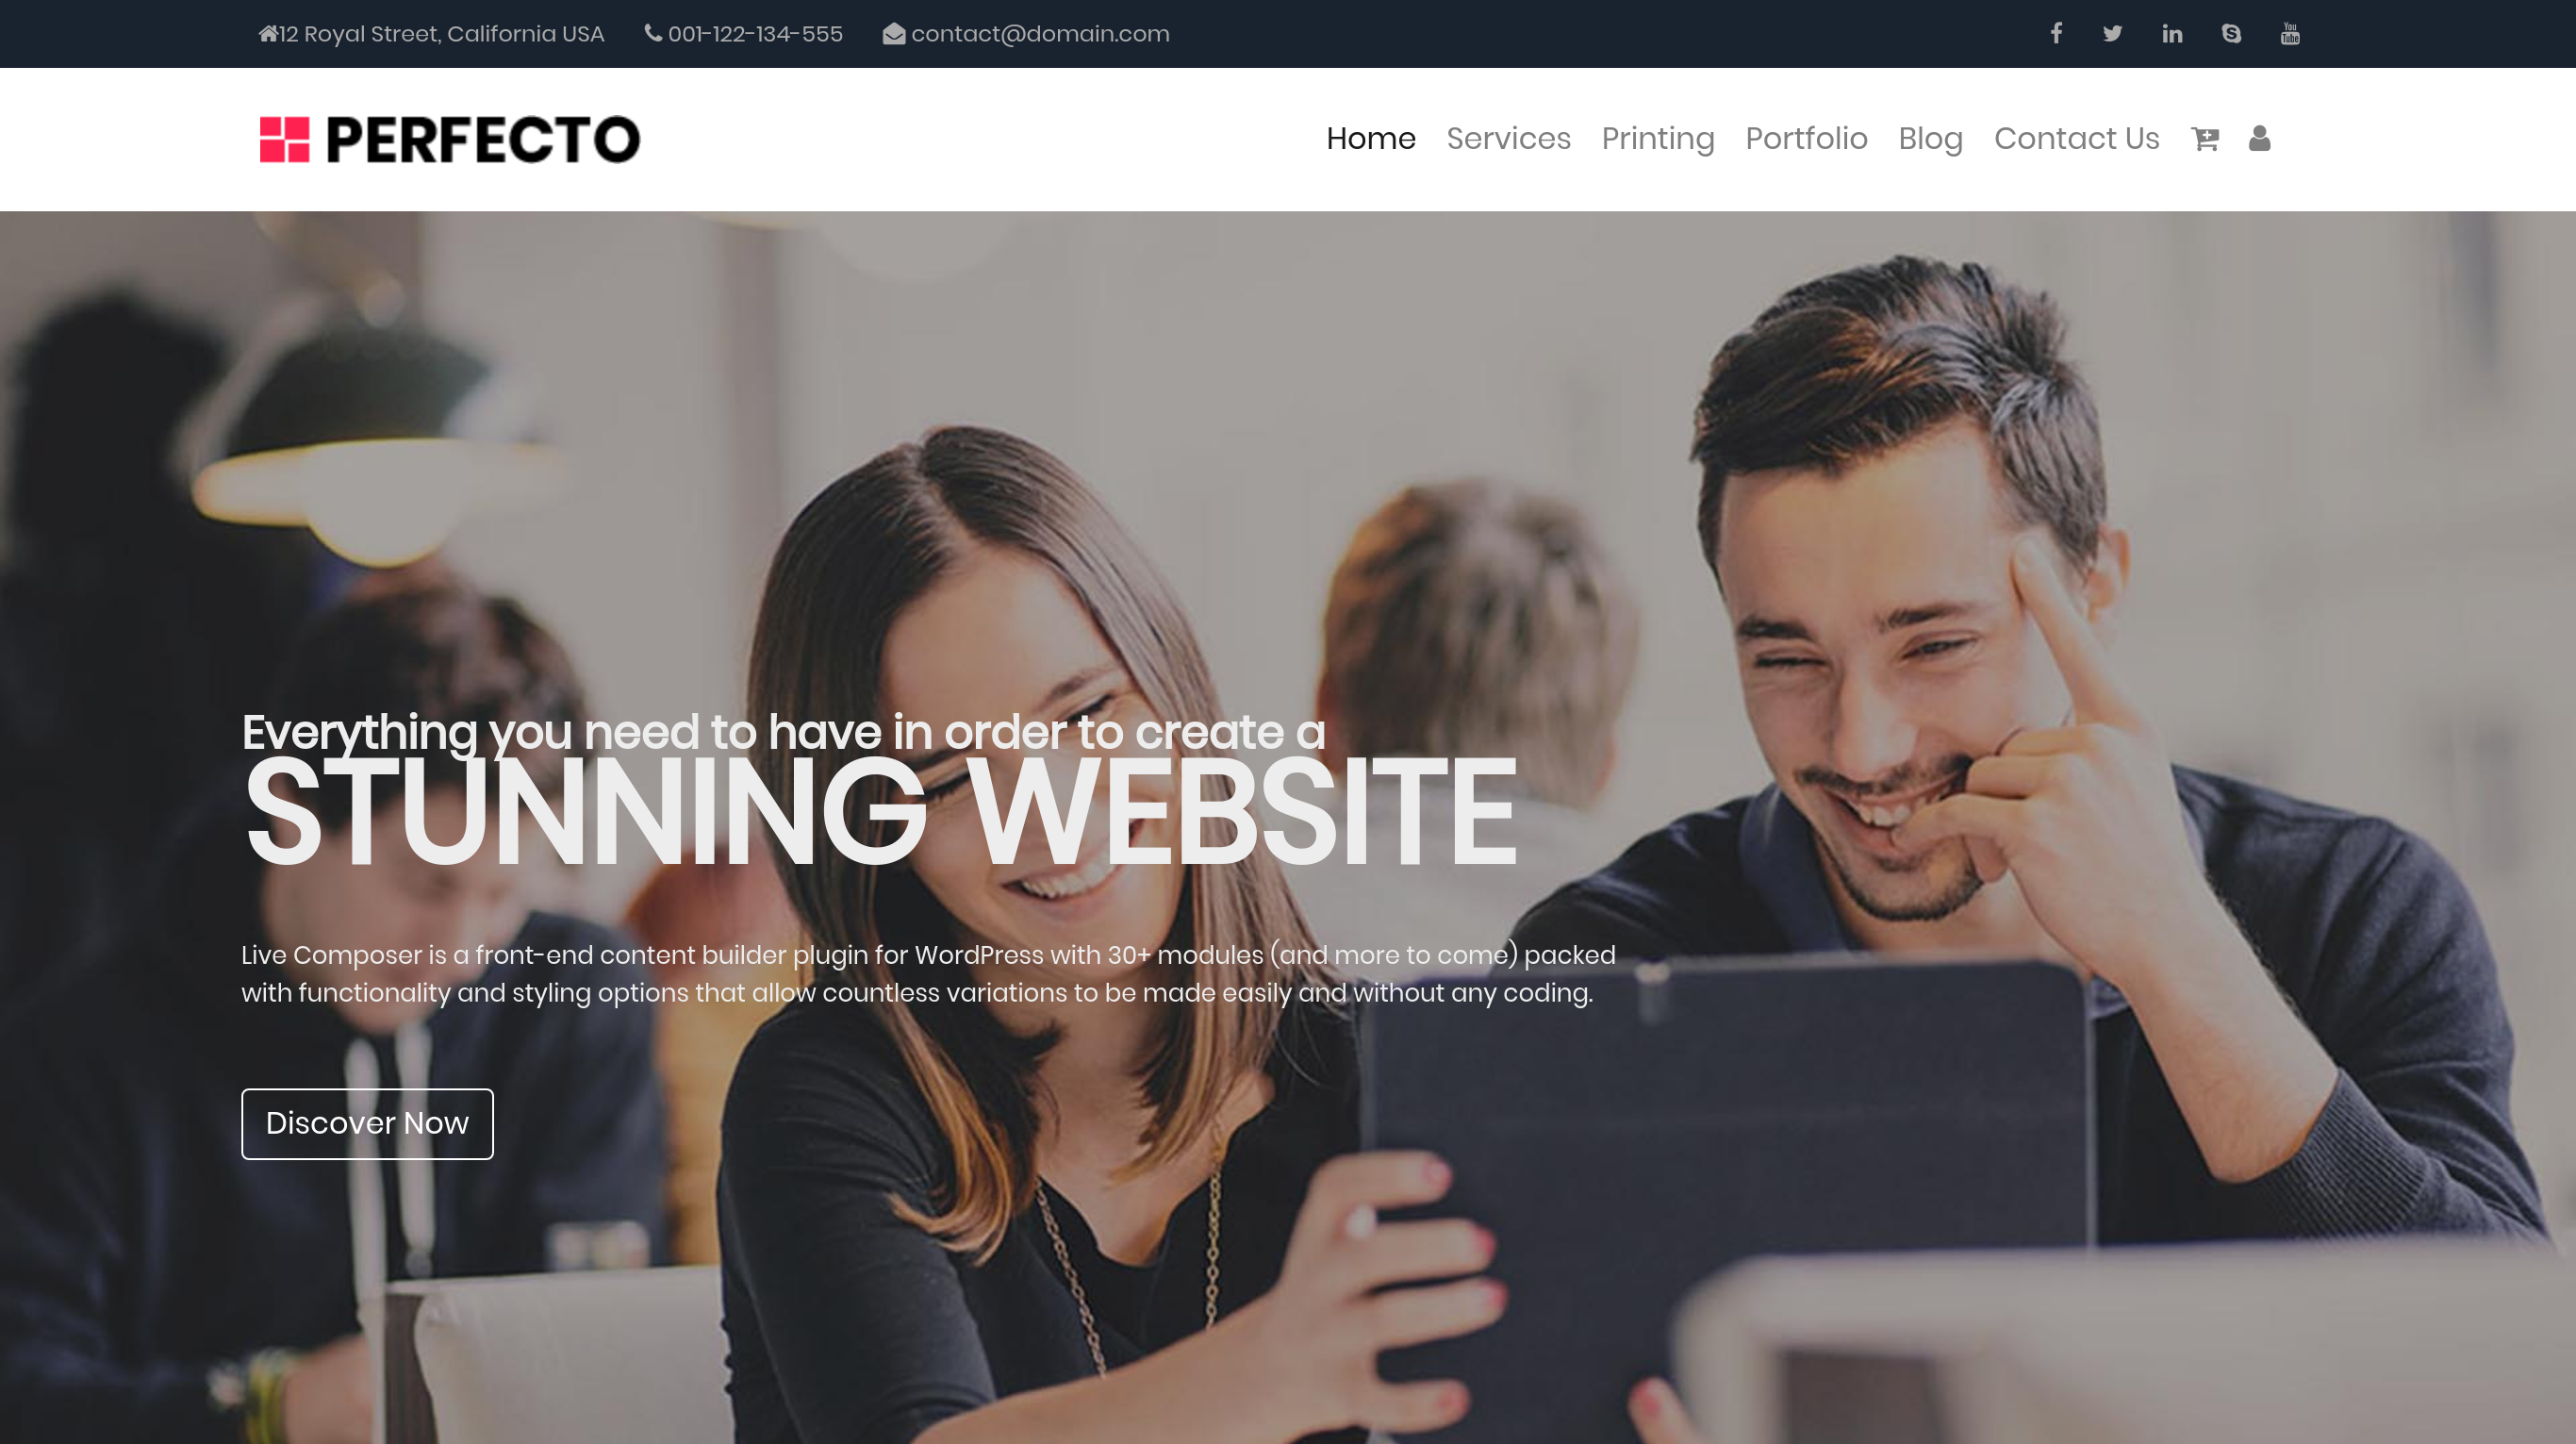 12 Royal Street, California USA 001-122-134-555 contact@domain.com You Tube
PERFECTO
Home Services Printing Portfolio Blog Contact Us
Everything you need to have in order to create a
STUNNING WEBSITE
Live Composer is a front-end content builder plugin for WordPress with 30+ modules (and more to come) packed
with functionality and styling options that allow countless variations to be made easily and without any coding.
Discover Now